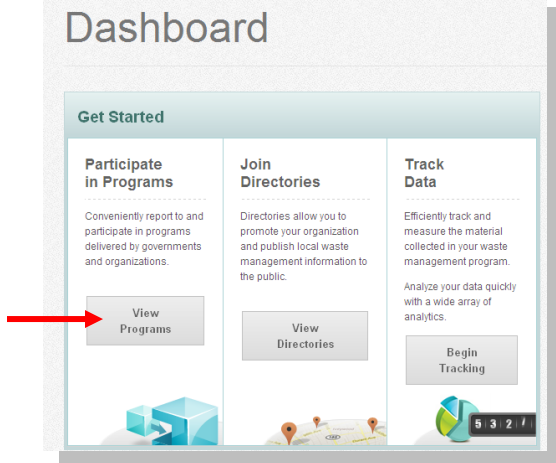 Dashboard
Get Started
Participate
in Programs
Conveniently report to and
participate in programs
delivered by governments
and organizations.
View
Programs
Join
Directories
Directories allow you to
promote your organization
and publish local waste
management information to
the public.
View
Directories
Track
Data
Efficiently track and
measure the material
collected in your waste
management program.
Analyze your data quickly
with a wide array of
analytics.
Begin
Tracking
5 3 2